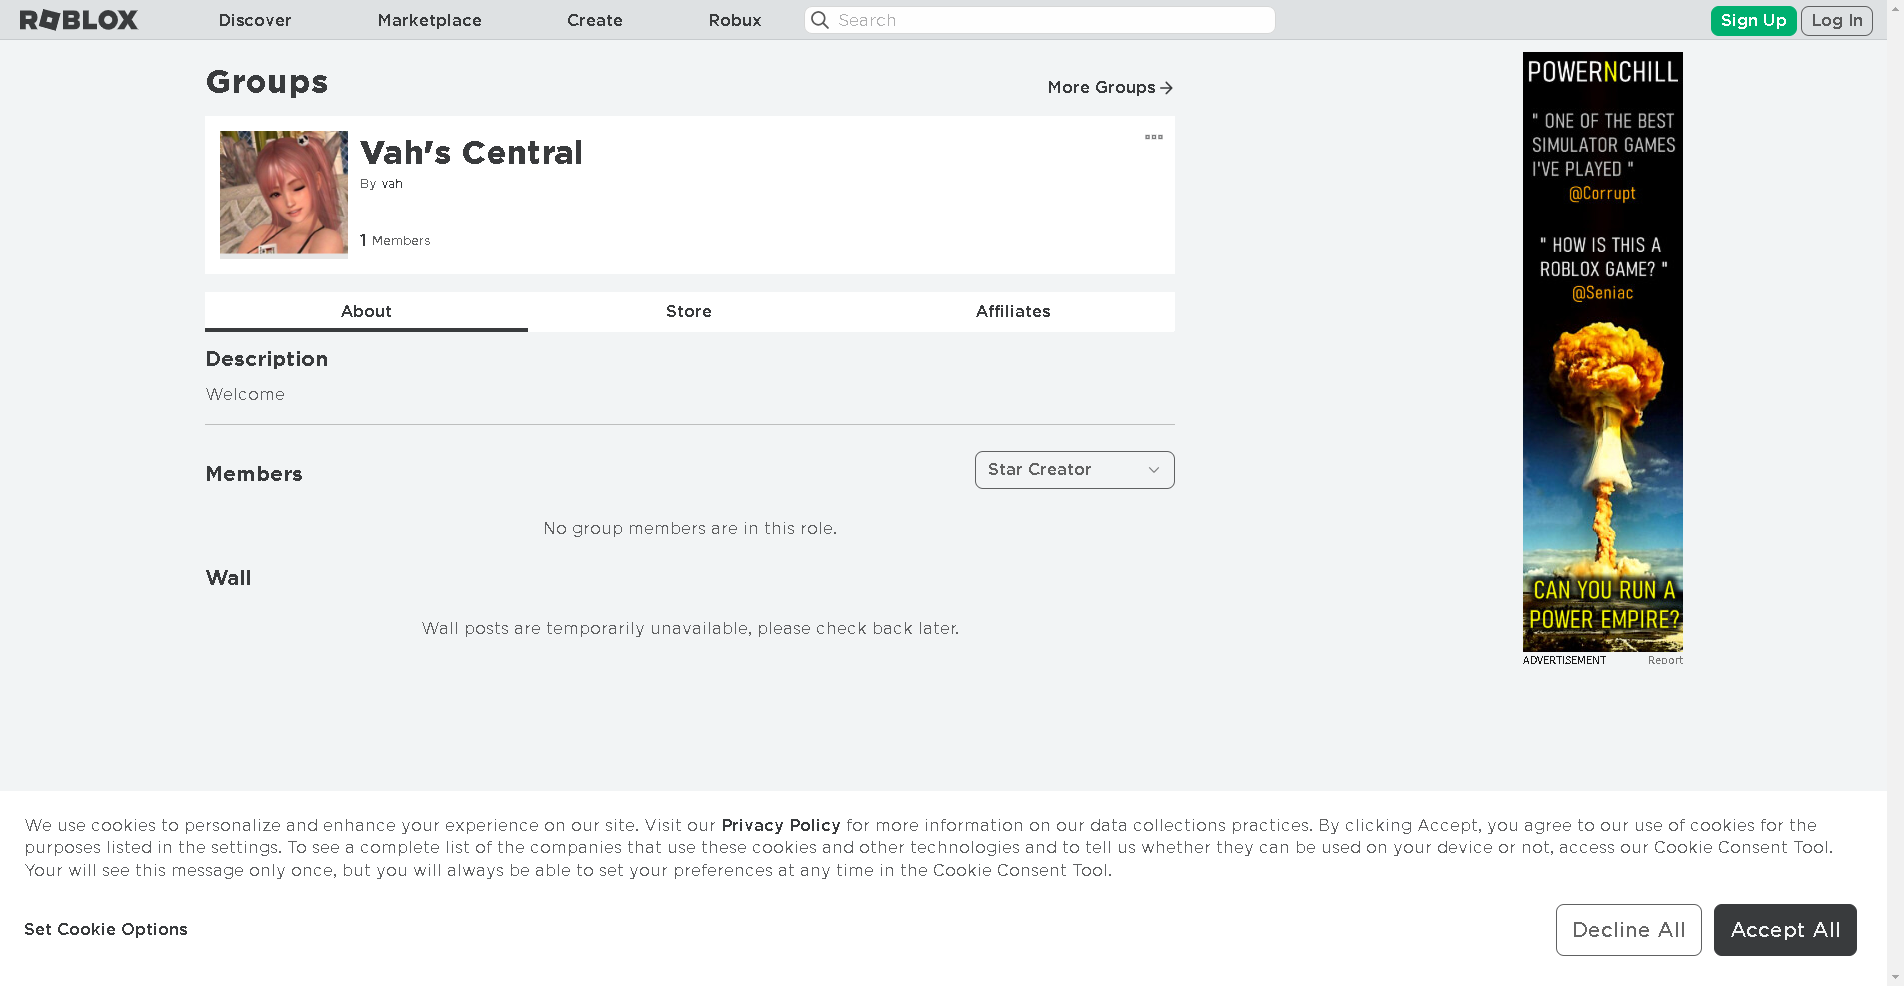 ROBLOX
Discover
Marketplace
Create
Robux
Search
Sign Up
Log In
Groups
More Groups
Vah's Central
By vah
1 Members
About
Store
Affiliates
Description
Welcome
Members
Star Creator
No group members are in this role.
Wall
Wall posts are temporarily unavailable, please check back later.
POWERNCHILL
" ONE OF THE BEST
SIMULATOR GAMES
I'VE PLAYED "
@Corrupt
" HOW IS THIS A
ROBLOX GAME? "
@Seniac
CAN YOU RUN A
POWER EMPIRE?
ADVERTISEMENT
Report
We use cookies to personalize and enhance your experience on our site. Visit our Privacy Policy for more information on our data collections practices. By clicking Accept, you agree to our use of cookies for the
purposes listed in the settings. To see a complete list of the companies that use these cookies and other technologies and to tell us whether they can be used on your device or not, access our Cookie Consent Tool.
Your will see this message only once, but you will always be able to set your preferences at any time in the Cookie Consent Tool.
Set Cookie Options
Decline All
Accept All